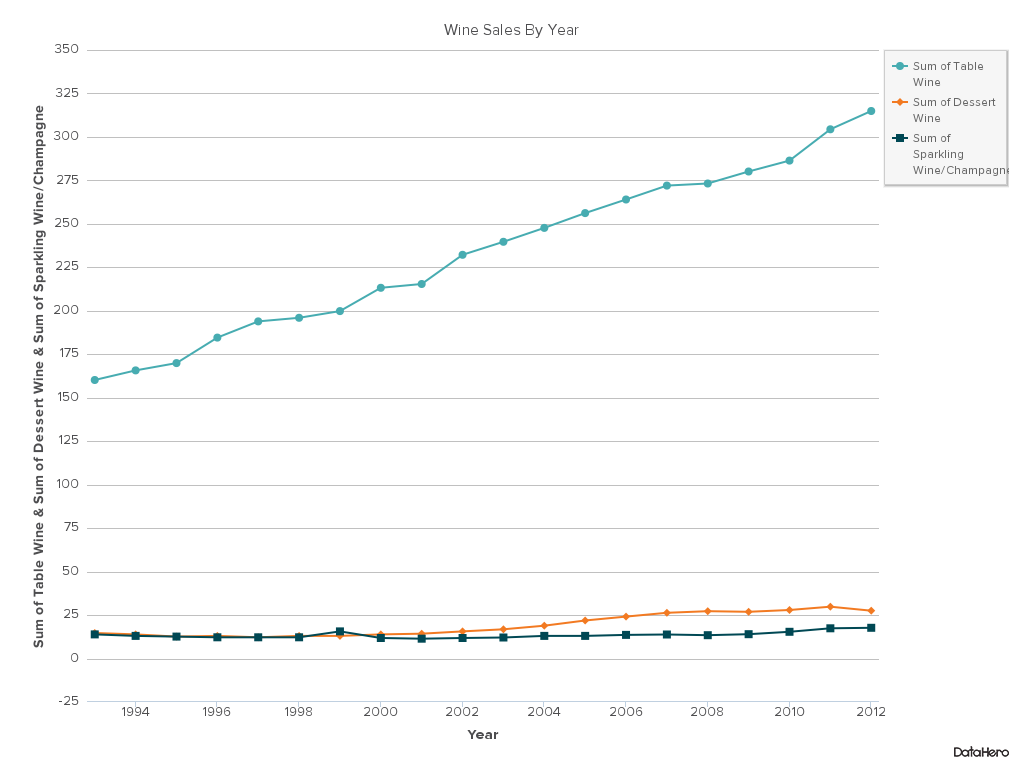 Wine Sales By Year
350
325
300
275
250
225
200
175
150
125
100
75
50
25
0
-25
Sum of Table Wine & Sum of Dessert Wine & Sum of Sparkling Wine/Champagne
1994
1996
1998
2000
2002
2004
2006
2008
2010
2012
Year
Sum of Table
Wine
Sum of Dessert
Wine
Sum of
Sparkling
Wine/Champagne
DataHero